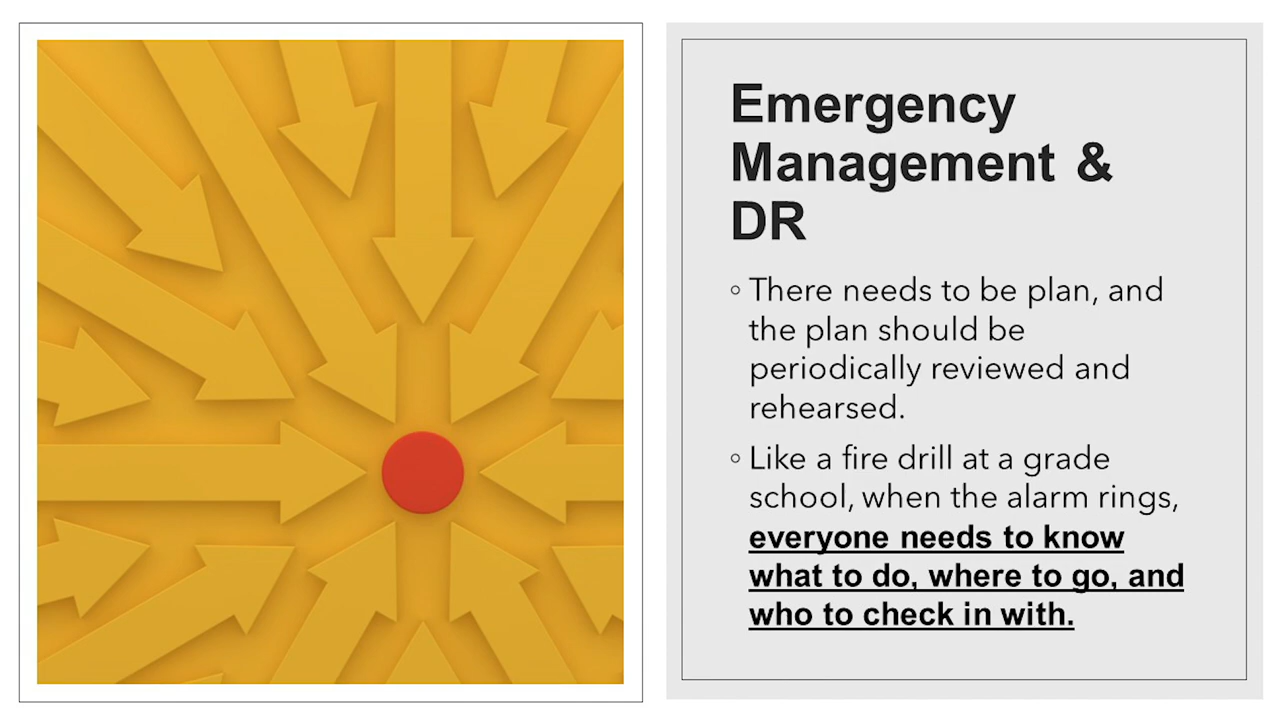 Emergency
Management &
DR
◦ There needs to be plan, and
the plan should be
periodically reviewed and
rehearsed.
◦ Like a fire drill at a grade
school, when the alarm rings,
everyone needs to know
what to do, where to go, and
who to check in with.